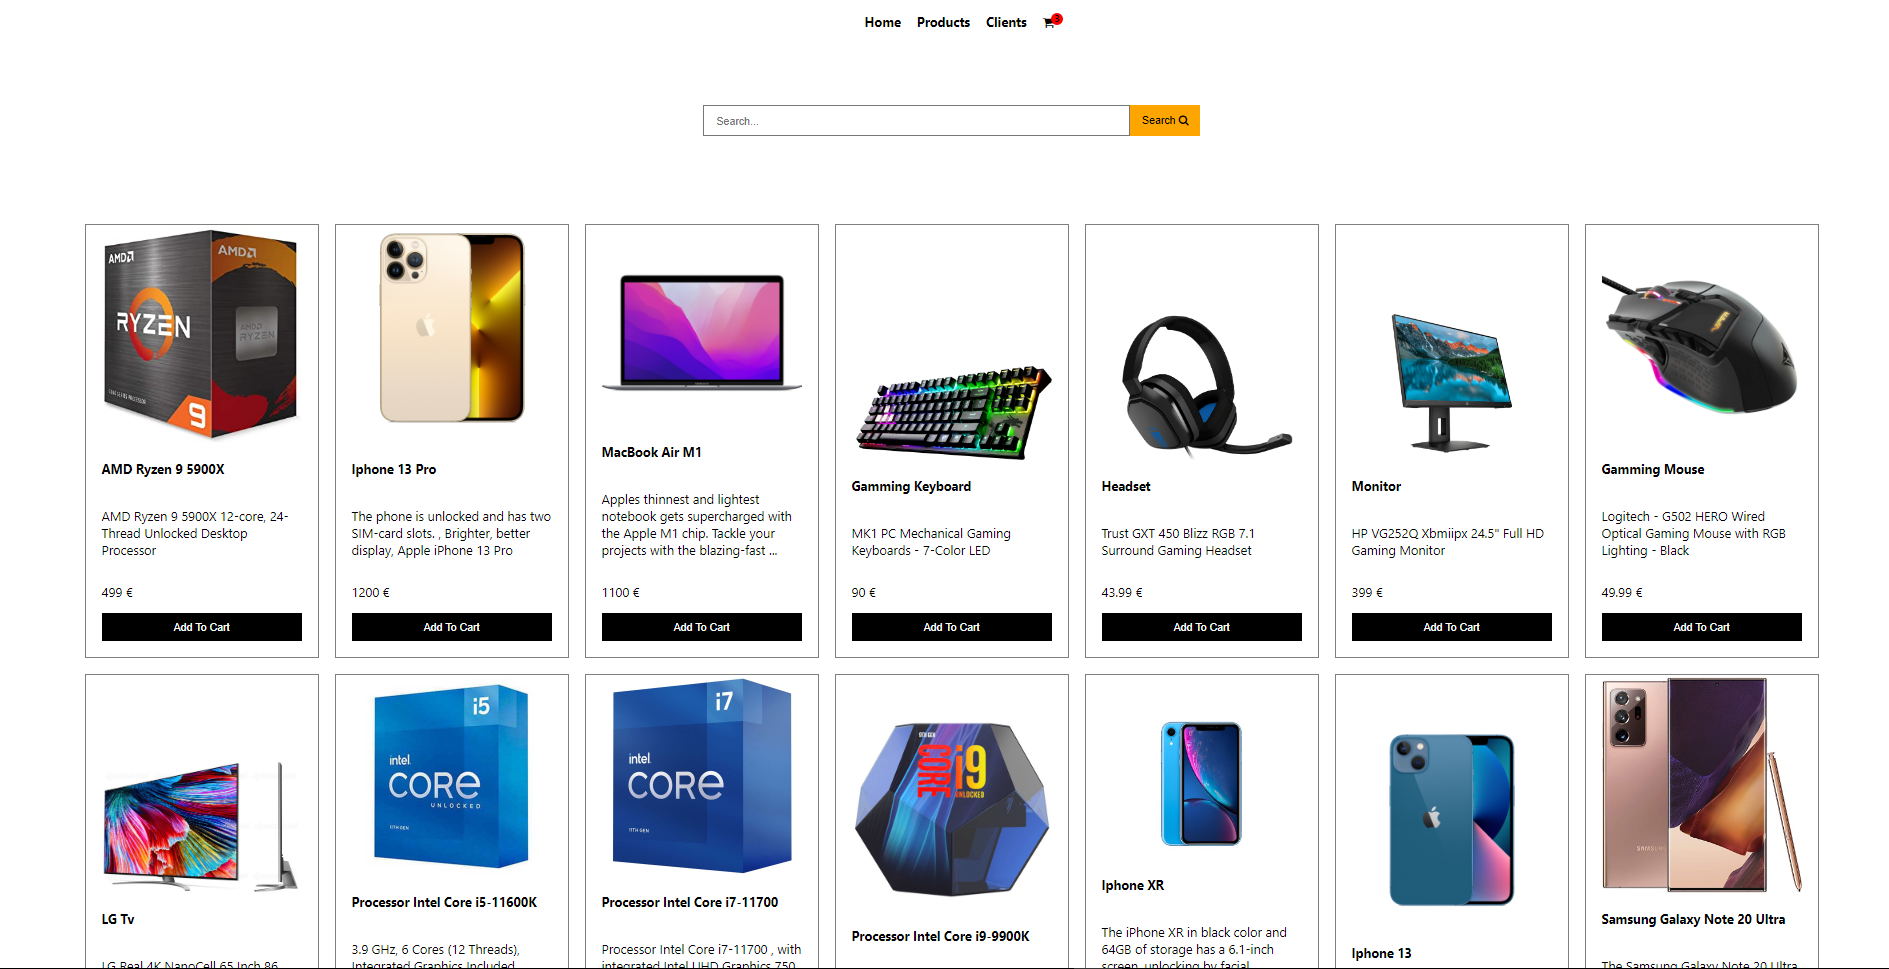 Home Products Clients 3
Search...
Search
AMD
AMD
RYZEN
AMD
RYZEN
9
AMD Ryzen 9 5900X
AMD Ryzen 9 5900X 12-core, 24-
Thread Unlocked Desktop
Processor
499 €
Add To Cart
Iphone 13 Pro
The phone is unlocked and has two
SIM-card slots. , Brighter, better
display, Apple iPhone 13 Pro
1200 €
Add To Cart
MacBook Air M1
Apples thinnest and lightest
notebook gets supercharged with
the Apple M1 chip. Tackle your
projects with the blazing-fast ...
1100 €
Add To Cart
Gamming Keyboard
MK1 PC Mechanical Gaming
Keyboards - 7-Color LED
90 €
Add To Cart
Headset
Trust GXT 450 Blizz RGB 7.1
Surround Gaming Headset
43.99 €
Add To Cart
Monitor
HP VG252Q Xbmiipx 24.5" Full HD
Gaming Monitor
399 €
Add To Cart
Gamming Mouse
Logitech - G502 HERO Wired
Optical Gaming Mouse with RGB
Lighting - Black
49.99 €
Add To Cart
LG Tv
LG Real 4K NanoCell 65 Inch 86
i5
intel.
CORE
UNLOCKED
11TH GEN
Processor Intel Core i5-11600K
3.9 GHz, 6 Cores (12 Threads),
Integrated Graphics Included
i7
intel.
CORE
11TH GEN
Processor Intel Core i7-11700
Processor Intel Core i7-11700 , with
integrated Intel UHD Graphics 750
9TH GEN
CORE
i9
UNLOCKED
Processor Intel Core i9-9900K
Iphone XR
The iPhone XR in black color and
64GB of storage has a 6.1-inch
screen, unlocking by facial
Iphone 13
SAMSUNG
Samsung Galaxy Note 20 Ultra
The Samsung Galaxy Note 20 Ultra